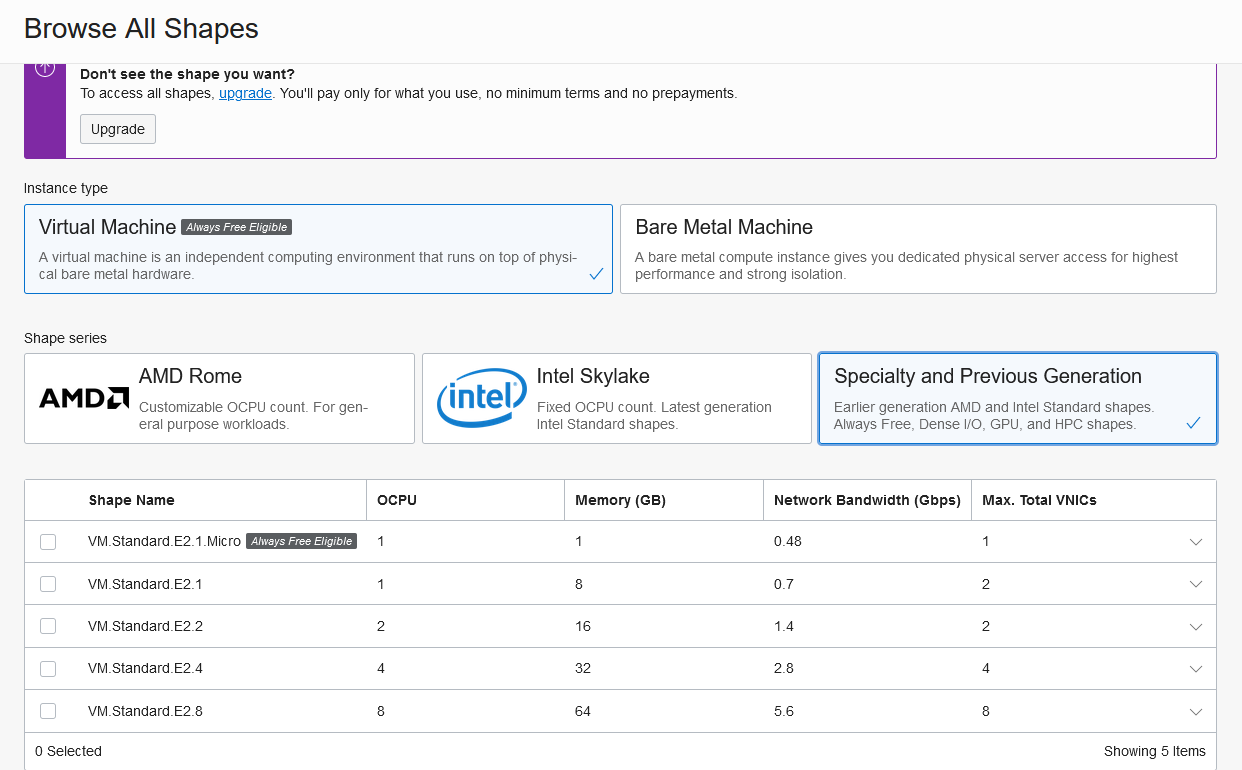 Browse All Shapes
Don't see the shape you want?
To access all shapes, upgrade. You'll pay only for what you use, no minimum terms and no prepayments.
Upgrade
Instance type
Virtual Machine Always Free Eligible
A virtual machine is an independent computing environment that runs on top of physi-
cal bare metal hardware.
Bare Metal Machine
A bare metal compute instance gives you dedicated physical server access for highest
performance and strong isolation.
Shape series
AMD
AMD Rome
Customizable OCPU count. For gen-
eral purpose workloads.
intel
Intel Skylake
Fixed OCPU count. Latest generation
Intel Standard shapes.
Specialty and Previous Generation
Earlier generation AMD and Intel Standard shapes.
Always Free, Dense I/O, GPU, and HPC shapes.
Shape Name OCPU Memory (GB) Network Bandwidth (Gbps) Max. Total VNICs
VM.Standard.E2.1.Micro Always Free Eligible 1 1 0.48 1
VM.Standard.E2.1 1 8 0.7 2
VM.Standard.E2.2 2 16 1.4 2
VM.Standard.E2.4 4 32 2.8 4
VM.Standard.E2.8 8 64 5.6 8
0 Selected Showing 5 Items